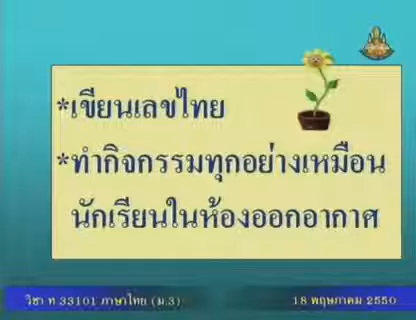 *เขียนเลขไทย
*ทำกิจกรรมทุกอย่างเหมือน
นักเรียนในห้องออกอากาศ
วิชา ท 33101 ภาษาไทย (ม.3) 18 พฤษภาคม 2550